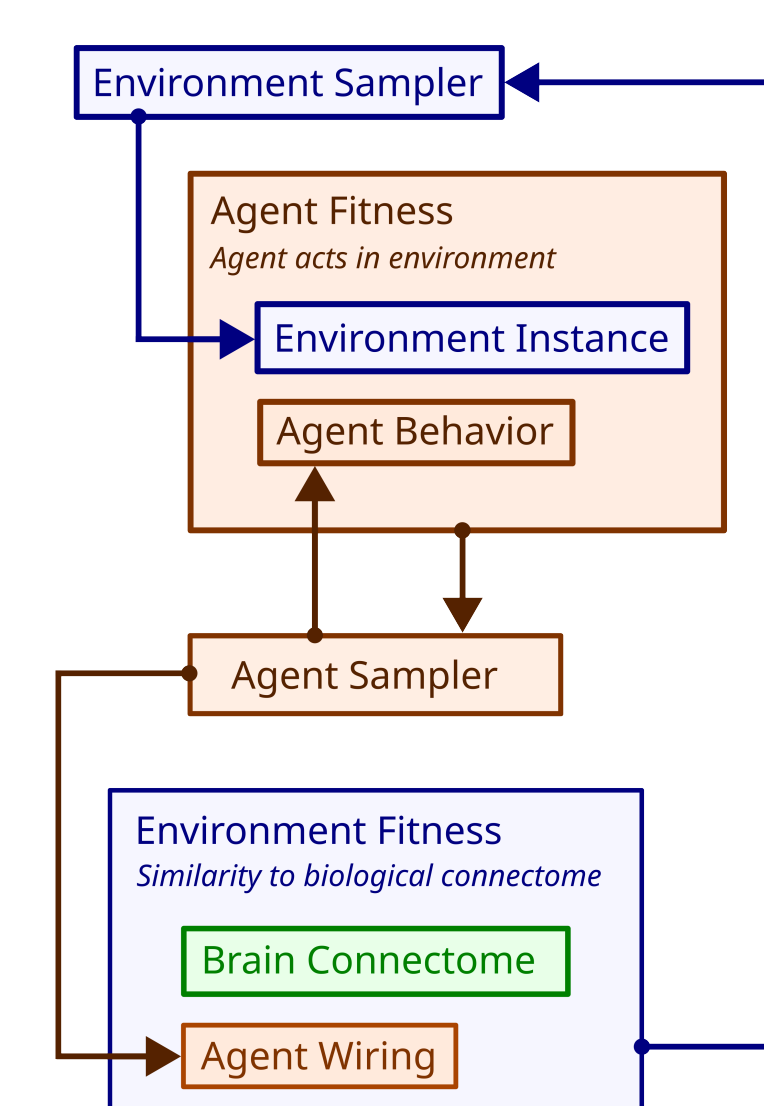 Environment Sampler
Agent Fitness
Agent acts in environment
Environment Instance
Agent Behavior
Agent Sampler
Environment Fitness
Similarity to biological connectome
Brain Connectome
Agent Wiring